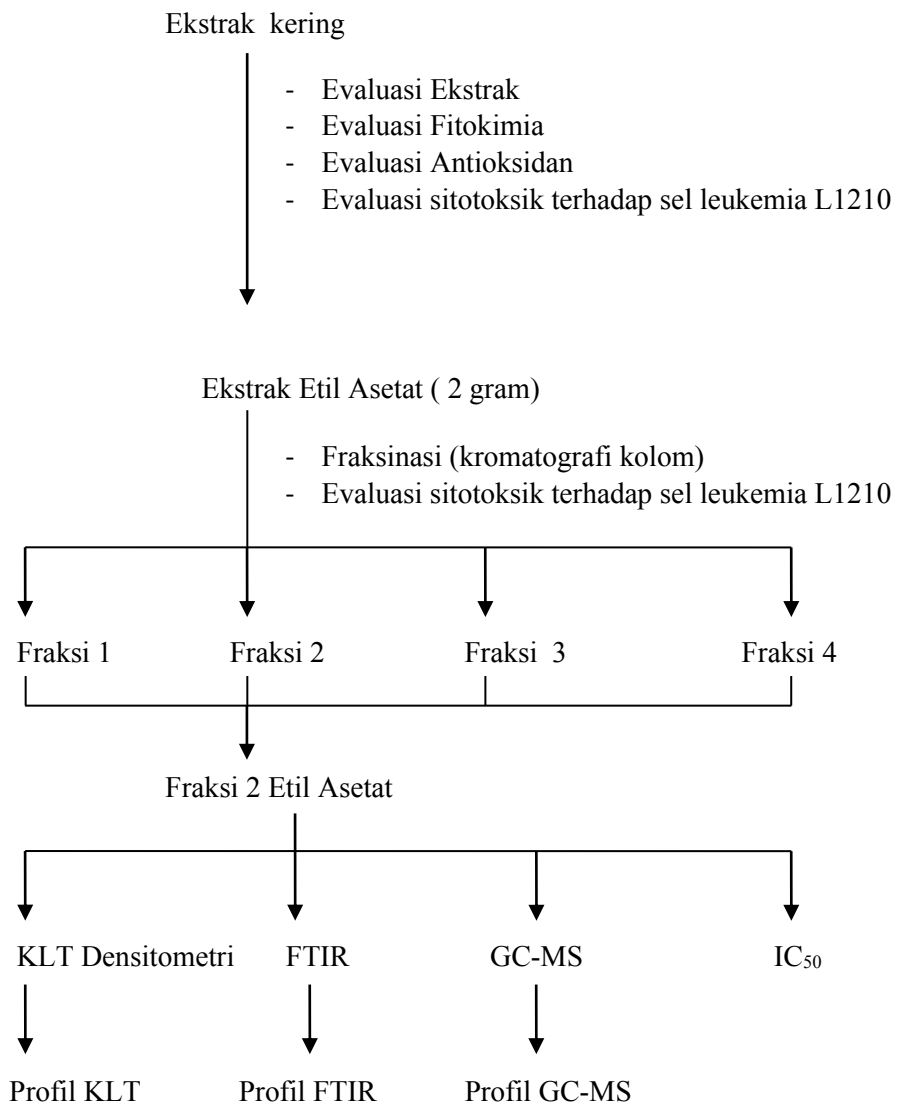 Ekstrak kering
- Evaluasi Ekstrak
- Evaluasi Fitokimia
- Evaluasi Antioksidan
- Evaluasi sitotoksik terhadap sel leukemia L1210
Ekstrak Etil Asetat ( 2 gram)
- Fraksinasi (kromatografi kolom)
- Evaluasi sitotoksik terhadap sel leukemia L1210
Fraksi 1 Fraksi 2 Fraksi 3 Fraksi 4
Fraksi 2 Etil Asetat
KLT Densitometri FTIR GC-MS IC₅₀
Profil KLT Profil FTIR Profil GC-MS